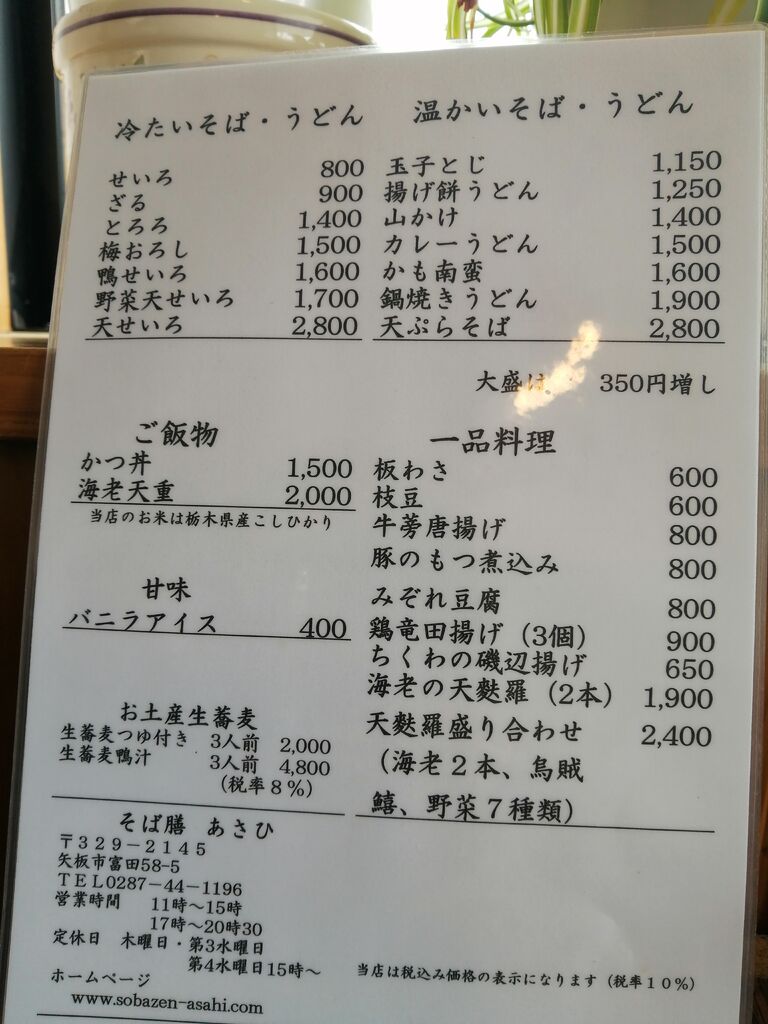 冷たいそば・うどん
せいろ 800
ざる 900
とろろ 1,400
梅おろし 1,500
鴨せいろ 1,600
野菜天せいろ 1,700
天せいろ 2,800
温かいそば・うどん
玉子とじ 1,150
揚げ餅うどん 1,250
山かけ 1,400
カレーうどん 1,500
かも南蛮 1,600
鍋焼きうどん 1,900
天ぷらそば 2,800
大盛は 350円増し
ご飯物
かつ丼 1,500
海老天重 2,000
当店のお米は栃木県産こしひかり
甘味
バニラアイス 400
お土産生蕎麦
生蕎麦つゆ付き 3人前 2,000
生蕎麦鴨汁 3人前 4,800
(税率8%)
一品料理
板わさ 600
枝豆 600
牛蒡唐揚げ 800
豚のもつ煮込み 800
みぞれ豆腐 800
鶏竜田揚げ(3個) 900
ちくわの磯辺揚げ 650
海老の天麩羅(2本) 1,900
天麩羅盛り合わせ 2,400
(海老2本、烏賊
鱚、野菜7種類)
そば膳 あさひ
〒329-2145
矢板市富田58-5
TEL0287-44-1196
営業時間 11時~15時
17時~20時30
定休日 木曜日・第3水曜日
第4水曜日15時~
ホームページ
www.sobazen-asahi.com
当店は税込み価格の表示になります(税率10%)